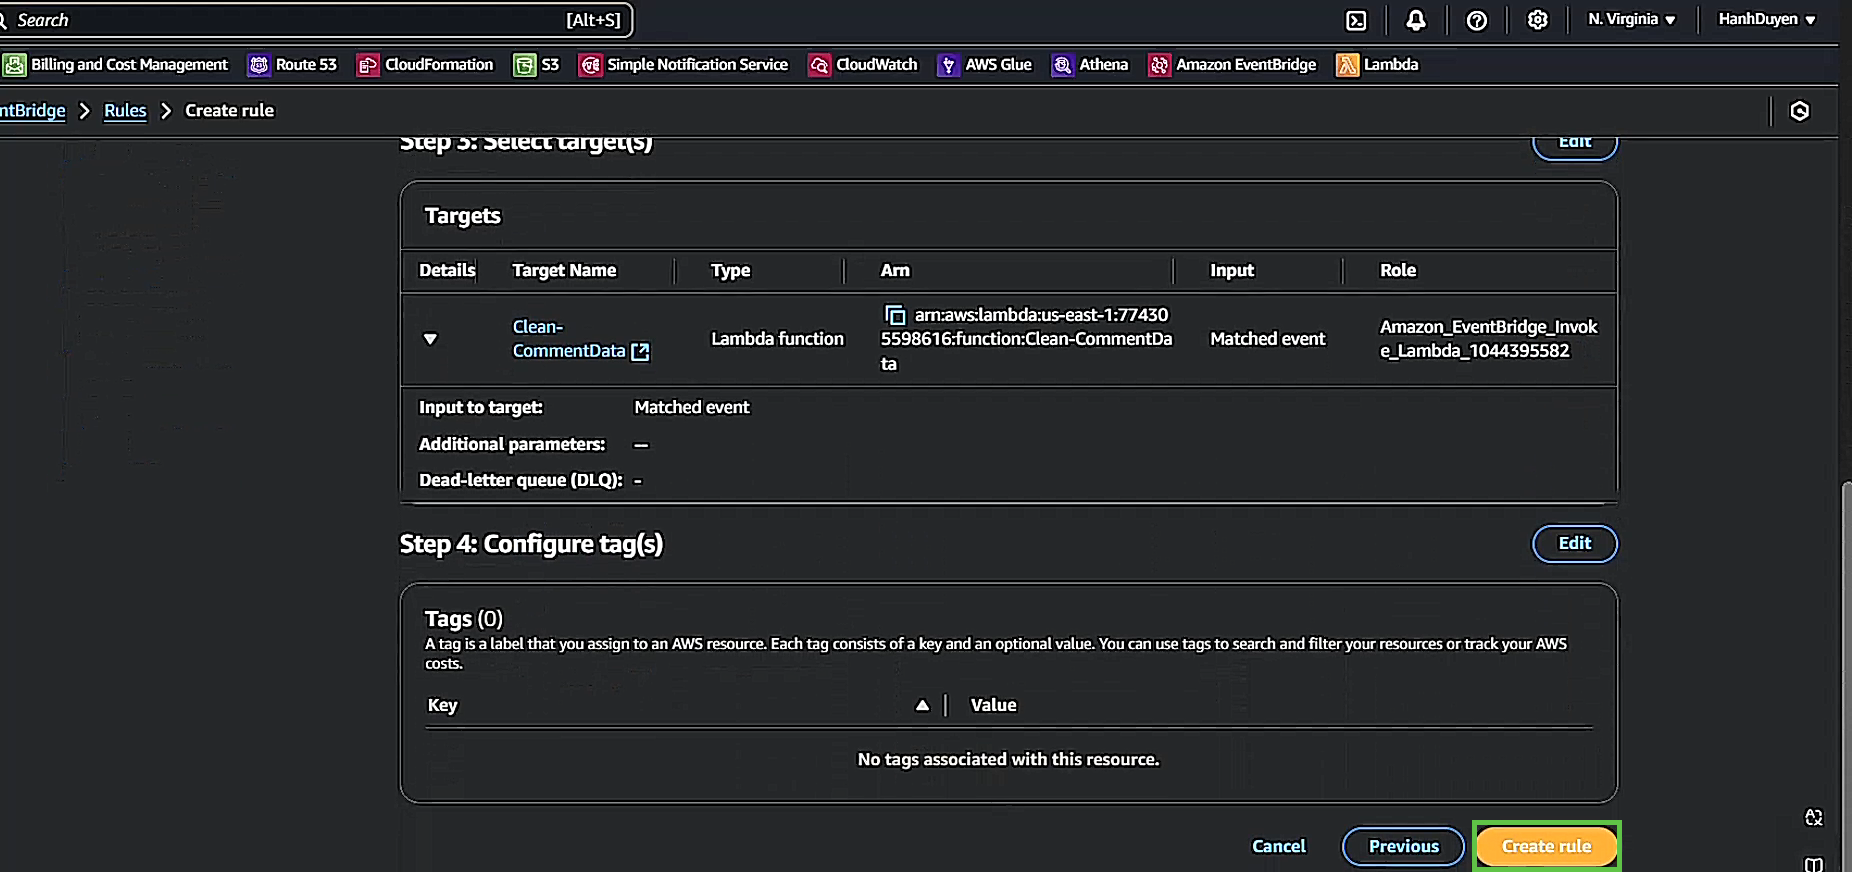 Search [Alt+S] N. Virginia HanhDuyen
Billing and Cost Management Route 53 CloudFormation S3 Simple Notification Service CloudWatch AWS Glue Athena Amazon EventBridge Lambda
ntBridge Rules Create rule
Step 3: Select target(s) Edit
Targets
Details Target Name Type Arn Input Role
Clean-
CommentData
Lambda function
arn:aws:lambda:us-east-1:77430
5598616:function:Clean-CommentDa
ta
Matched event
Amazon_EventBridge_Invok
e_Lambda_1044395582
Input to target: Matched event
Additional parameters: —
Dead-letter queue (DLQ): -
Step 4: Configure tag(s) Edit
Tags (0)
A tag is a label that you assign to an AWS resource. Each tag consists of a key and an optional value. You can use tags to search and filter your resources or track your AWS
costs.
Key Value
No tags associated with this resource.
Cancel Previous Create rule